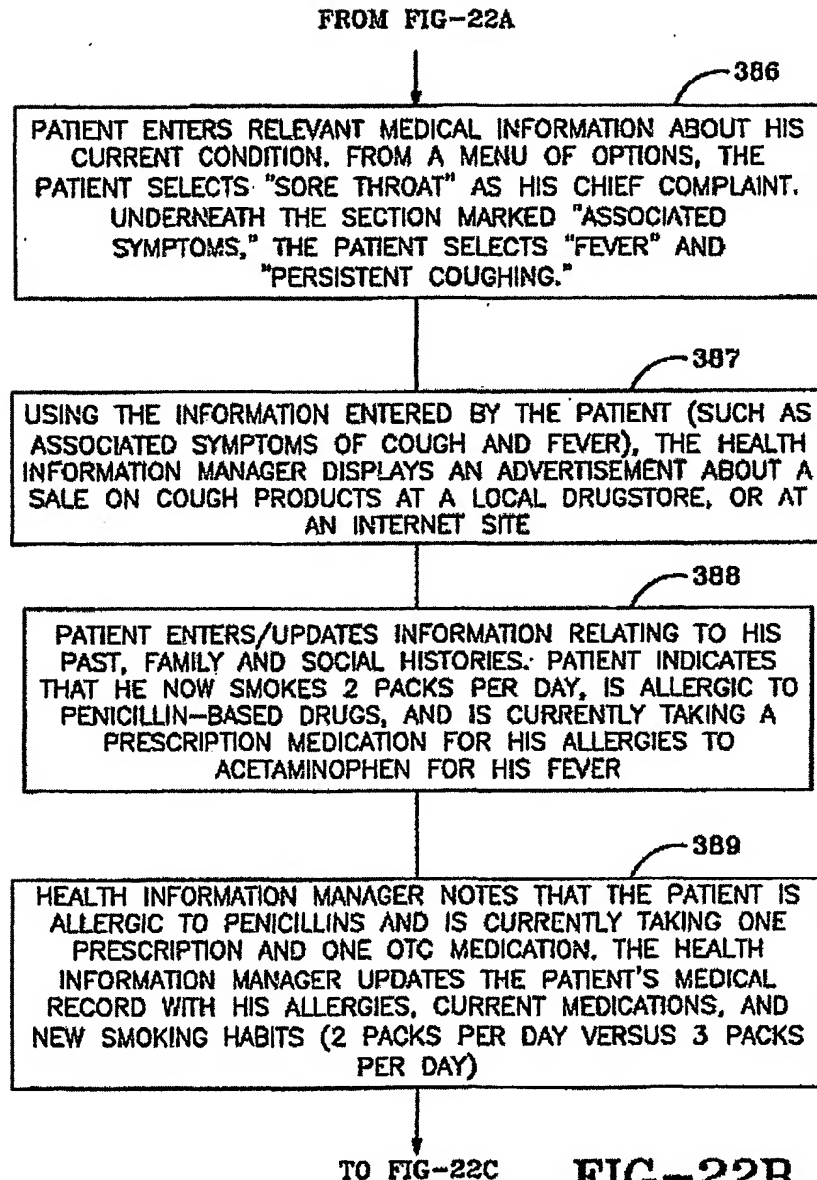 FROM FIG-22A
386
PATIENT ENTERS RELEVANT MEDICAL INFORMATION ABOUT HIS
CURRENT CONDITION. FROM A MENU OF OPTIONS, THE
PATIENT SELECTS "SORE THROAT" AS HIS CHIEF COMPLAINT.
UNDERNEATH THE SECTION MARKED "ASSOCIATED
SYMPTOMS," THE PATIENT SELECTS "FEVER" AND
"PERSISTENT COUGHING."
387
USING THE INFORMATION ENTERED BY THE PATIENT (SUCH AS
ASSOCIATED SYMPTOMS OF COUGH AND FEVER), THE HEALTH
INFORMATION MANAGER DISPLAYS AN ADVERTISEMENT ABOUT A
SALE ON COUGH PRODUCTS AT A LOCAL DRUGSTORE, OR AT
AN INTERNET SITE
388
PATIENT ENTERS/UPDATES INFORMATION RELATING TO HIS
PAST, FAMILY AND SOCIAL HISTORIES. PATIENT INDICATES
THAT HE NOW SMOKES 2 PACKS PER DAY, IS ALLERGIC TO
PENICILLIN-BASED DRUGS, AND IS CURRENTLY TAKING A
PRESCRIPTION MEDICATION FOR HIS ALLERGIES TO
ACETAMINOPHEN FOR HIS FEVER
389
HEALTH INFORMATION MANAGER NOTES THAT THE PATIENT IS
ALLERGIC TO PENICILLINS AND IS CURRENTLY TAKING ONE
PRESCRIPTION AND ONE OTC MEDICATION. THE HEALTH
INFORMATION MANAGER UPDATES THE PATIENT'S MEDICAL
RECORD WITH HIS ALLERGIES, CURRENT MEDICATIONS, AND
NEW SMOKING HABITS (2 PACKS PER DAY VERSUS 3 PACKS
PER DAY)
TO FIG-22C
FIG-22B